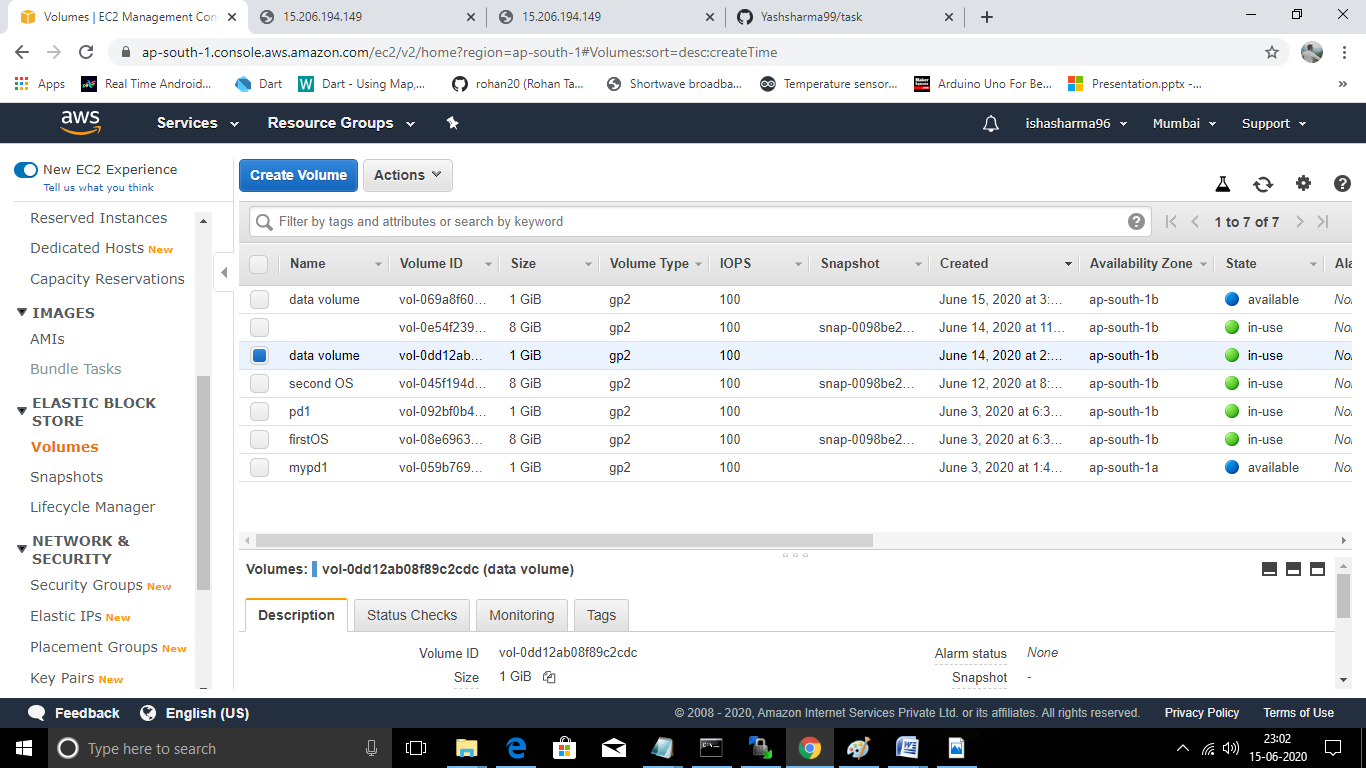 Volumes | EC2 Management Con
15.206.194.149
15.206.194.149
Yashsharma99/task
ap-south-1.console.aws.amazon.com/ec2/v2/home?region=ap-south-1#Volumes:sort=desc:createTime
Apps Real Time Android... Dart Dart - Using Map,... rohan20 (Rohan Ta... Shortwave broadba... Temperature sensor... Arduino Uno For Be... Presentation.pptx -... »
aws Services Resource Groups ishasharma96 Mumbai Support
New EC2 Experience
Tell us what you think
Reserved Instances
Dedicated Hosts New
Capacity Reservations
IMAGES
AMIs
Bundle Tasks
ELASTIC BLOCK
STORE
Volumes
Snapshots
Lifecycle Manager
NETWORK &
SECURITY
Security Groups New
Elastic IPs New
Placement Groups New
Key Pairs New
Create Volume Actions
Filter by tags and attributes or search by keyword
1 to 7 of 7
Name Volume ID Size Volume Type IOPS Snapshot Created Availability Zone State Ala
data volume vol-069a8f60... 1 GiB gp2 100 June 15, 2020 at 3:... ap-south-1b available No
vol-0e54f239... 8 GiB gp2 100 snap-0098be2... June 14, 2020 at 11... ap-south-1b in-use No
data volume vol-0dd12ab... 1 GiB gp2 100 June 14, 2020 at 2:... ap-south-1b in-use No
second OS vol-045f194d... 8 GiB gp2 100 snap-0098be2... June 12, 2020 at 8:... ap-south-1b in-use No
pd1 vol-092bf0b4... 1 GiB gp2 100 June 3, 2020 at 6:3... ap-south-1b in-use No
firstOS vol-08e6963... 8 GiB gp2 100 snap-0098be2... June 3, 2020 at 6:3... ap-south-1b in-use No
mypd1 vol-059b769... 1 GiB gp2 100 June 3, 2020 at 1:4... ap-south-1a available No
Volumes: vol-0dd12ab08f89c2cdc (data volume)
Description Status Checks Monitoring Tags
Volume ID vol-0dd12ab08f89c2cdc Alarm status None
Size 1 GiB Snapshot -
Feedback English (US) © 2008 - 2020, Amazon Internet Services Private Ltd. or its affiliates. All rights reserved. Privacy Policy Terms of Use
Type here to search
23:02
15-06-2020